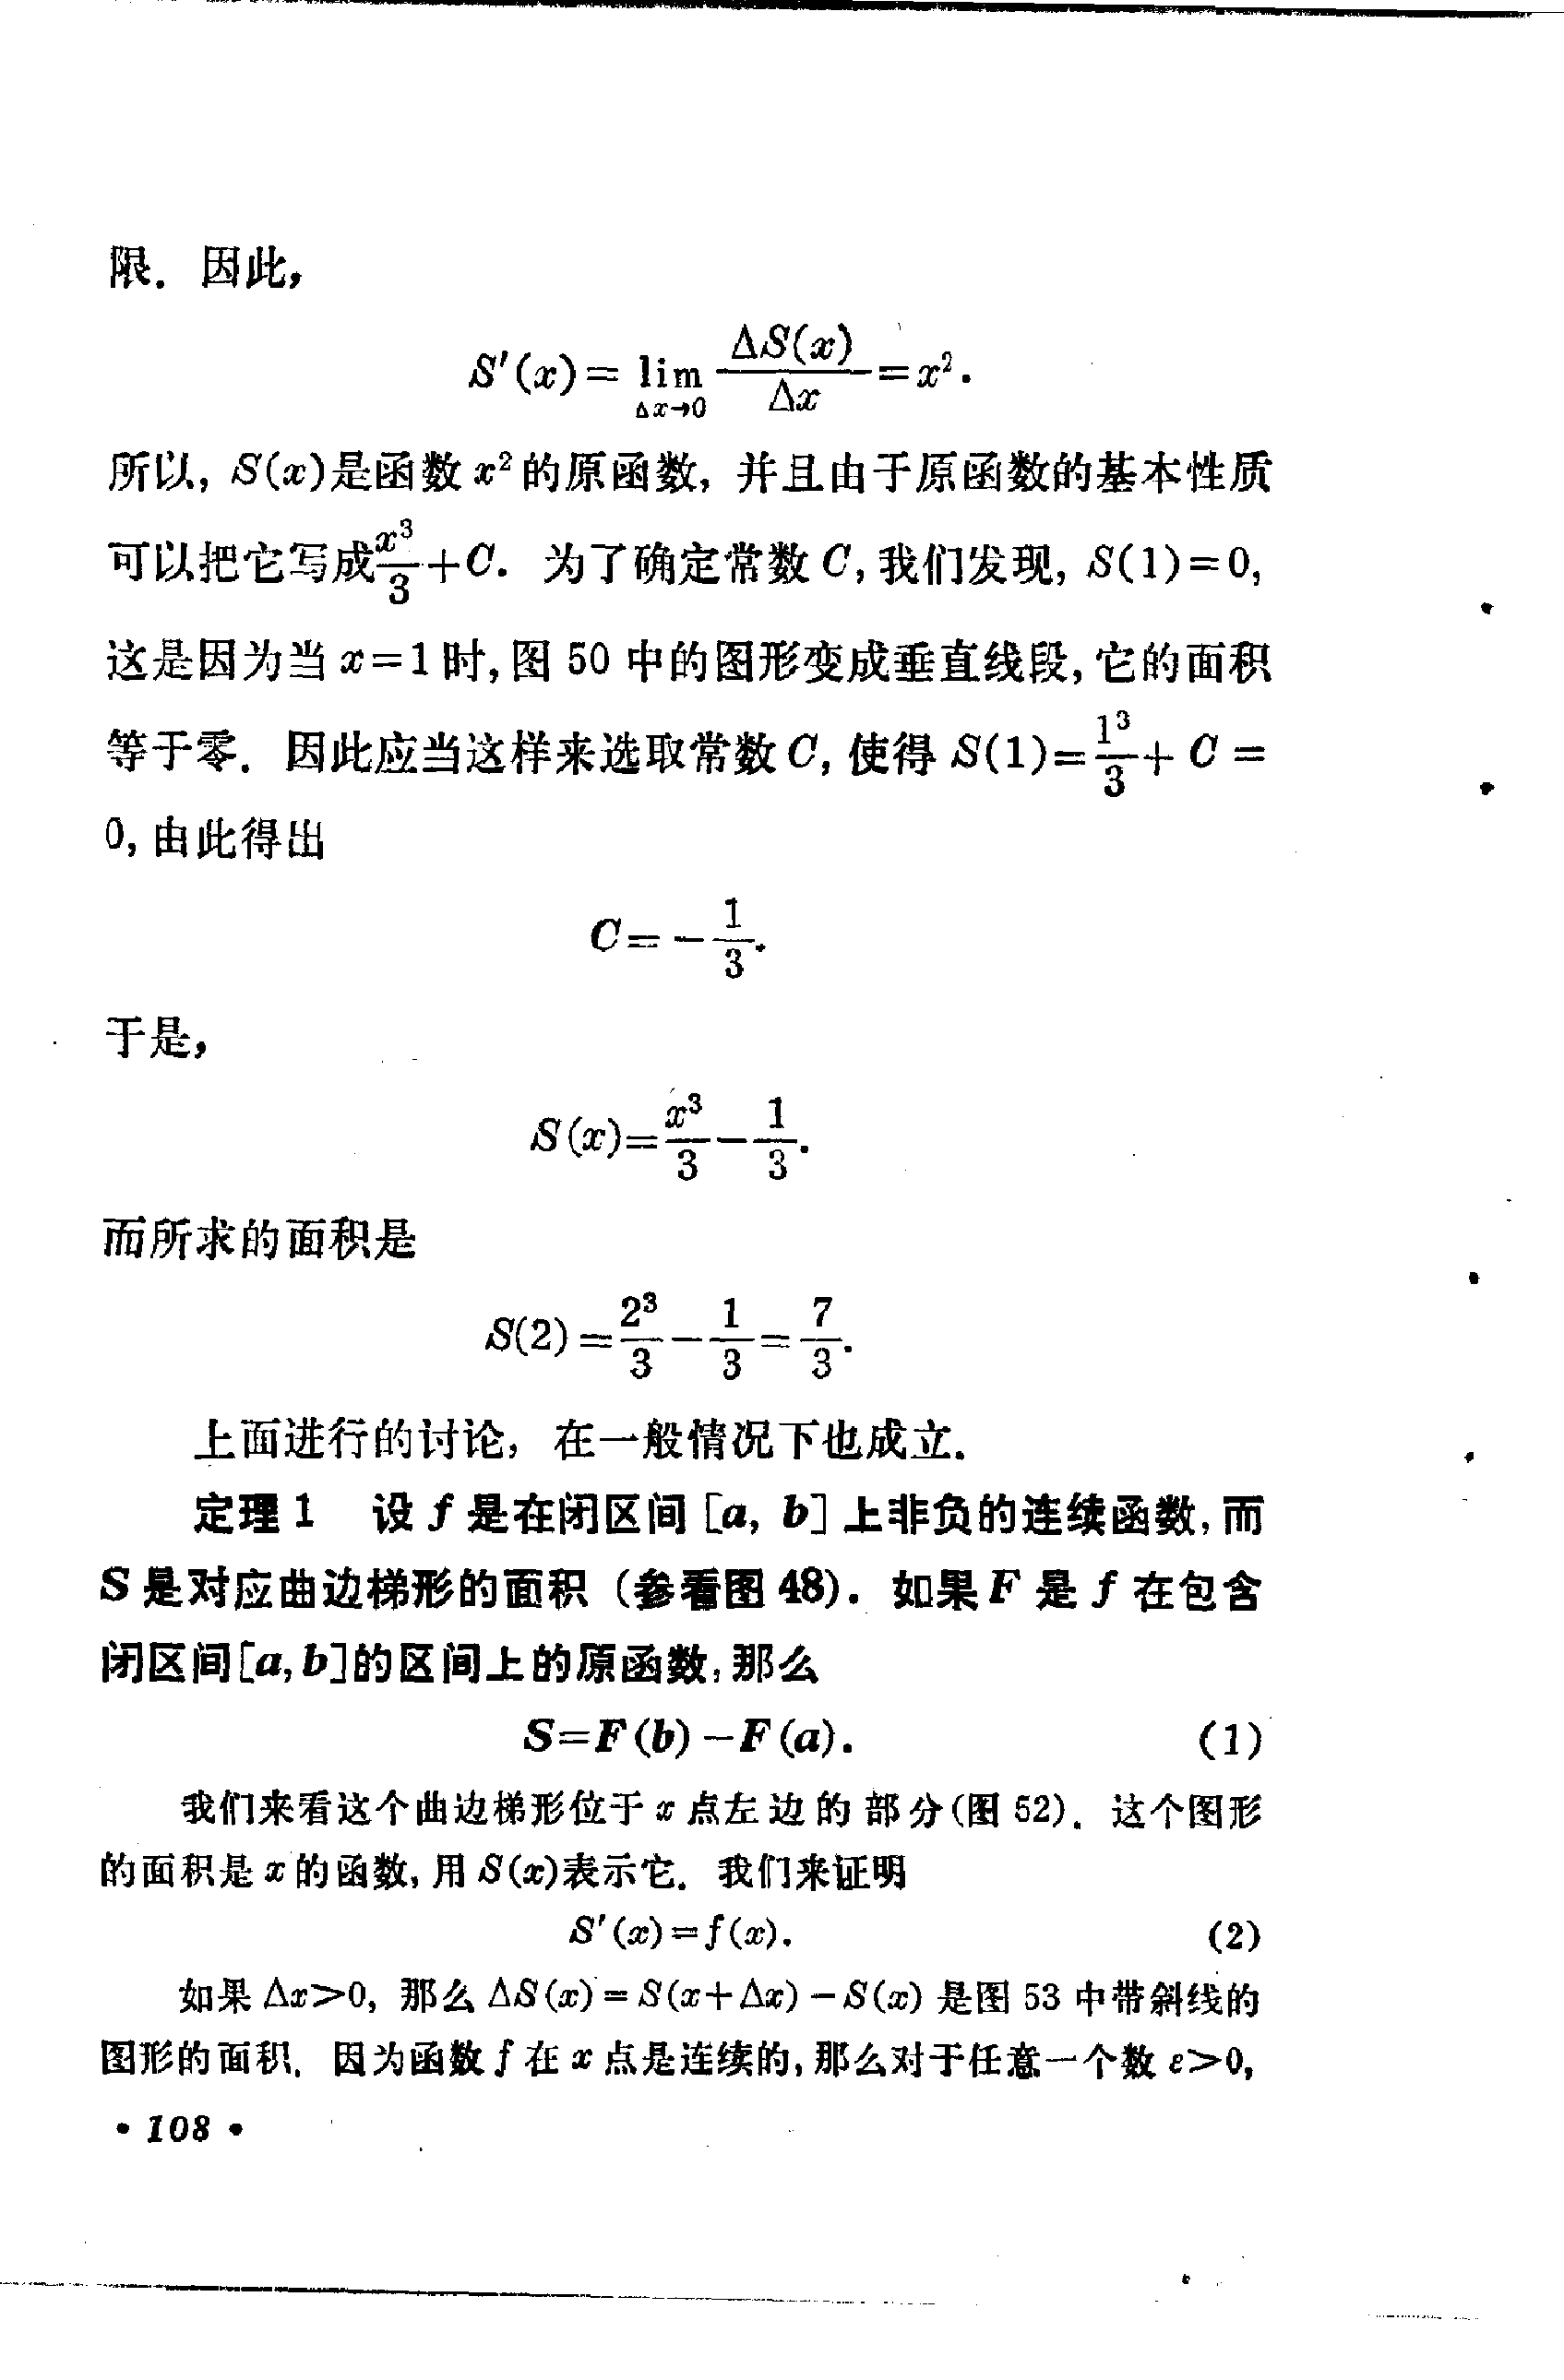 限. 因此,
S′(x) = lim_{Δx→0} ΔS(x)/Δx = x².
所以, S(x)是函数 x² 的原函数, 并且由于原函数的基本性质
可以把它写成 x³/3 + C. 为了确定常数 C, 我们发现, S(1) = 0,
这是因为当 x = 1 时, 图 50 中的图形变成垂直线段, 它的面积
等于零. 因此应当这样来选取常数 C, 使得 S(1) = 1³/3 + C =
0, 由此得出
C = −1/3.
于是,
S(x) = x³/3 − 1/3.
而所求的面积是
S(2) = 2³/3 − 1/3 = 7/3.
上面进行的讨论, 在一般情况下也成立.
定理 1 设 f 是在闭区间 [a, b] 上非负的连续函数, 而
S 是对应曲边梯形的面积 (参看图 48). 如果 F 是 f 在包含
闭区间[a, b]的区间上的原函数, 那么
S = F(b) − F(a). (1)
我们来看这个曲边梯形位于 x 点左边的部分(图 52). 这个图形
的面积是 x 的函数, 用 S(x)表示它. 我们来证明
S′(x) = f(x). (2)
如果 Δx > 0, 那么 ΔS(x) = S(x + Δx) − S(x) 是图 53 中带斜线的
图形的面积. 因为函数 f 在 x 点是连续的, 那么对于任意一个数 ε > 0,
• 108 •